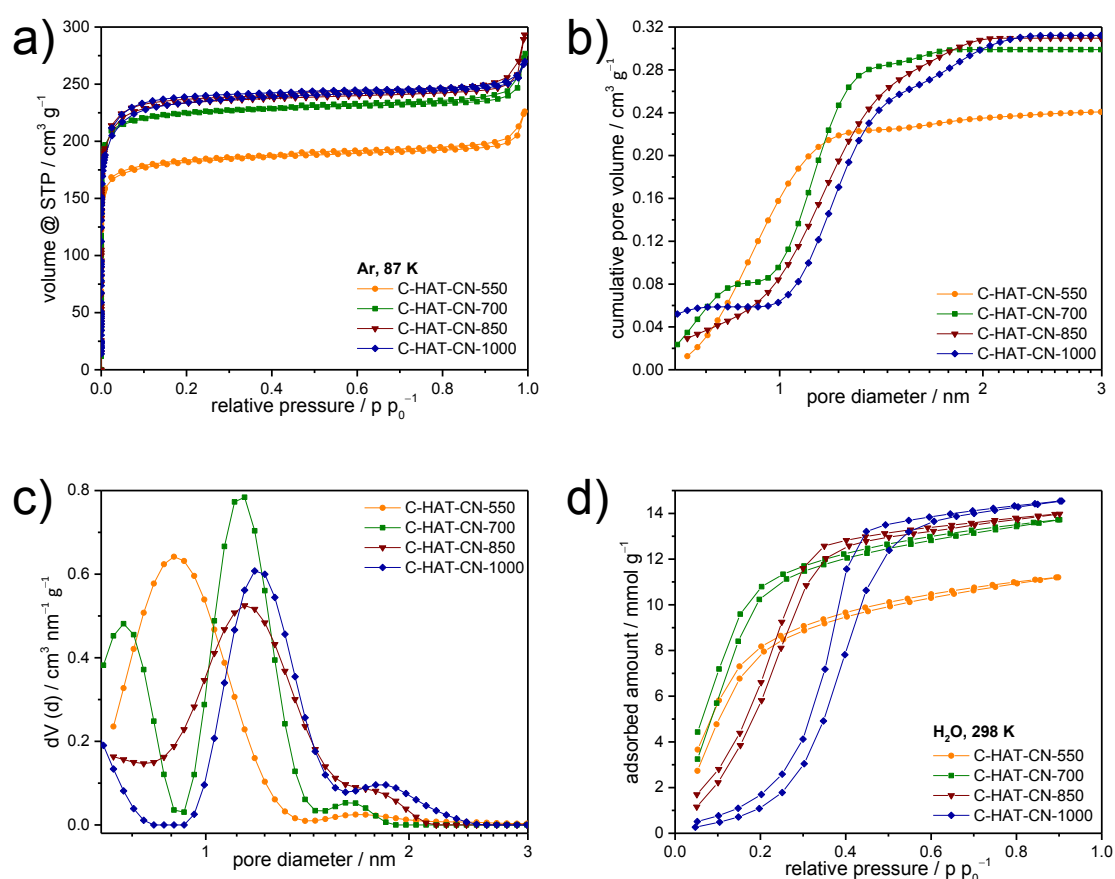 a)
300
250
200
150
100
50
0
volume @ STP / cm³ g⁻¹
Ar, 87 K
C-HAT-CN-550
C-HAT-CN-700
C-HAT-CN-850
C-HAT-CN-1000
0.0 0.2 0.4 0.6 0.8 1.0
relative pressure / p p₀⁻¹
b)
0.32
0.28
0.24
0.20
0.16
0.12
0.08
0.04
0.00
cumulative pore volume / cm³ g⁻¹
C-HAT-CN-550
C-HAT-CN-700
C-HAT-CN-850
C-HAT-CN-1000
1 2 3
pore diameter / nm
c)
0.8
0.6
0.4
0.2
0.0
dV (d) / cm³ nm⁻¹ g⁻¹
C-HAT-CN-550
C-HAT-CN-700
C-HAT-CN-850
C-HAT-CN-1000
1 2 3
pore diameter / nm
d)
14
12
10
8
6
4
2
0
adsorbed amount / mmol g⁻¹
H₂O, 298 K
C-HAT-CN-550
C-HAT-CN-700
C-HAT-CN-850
C-HAT-CN-1000
0.0 0.2 0.4 0.6 0.8 1.0
relative pressure / p p₀⁻¹